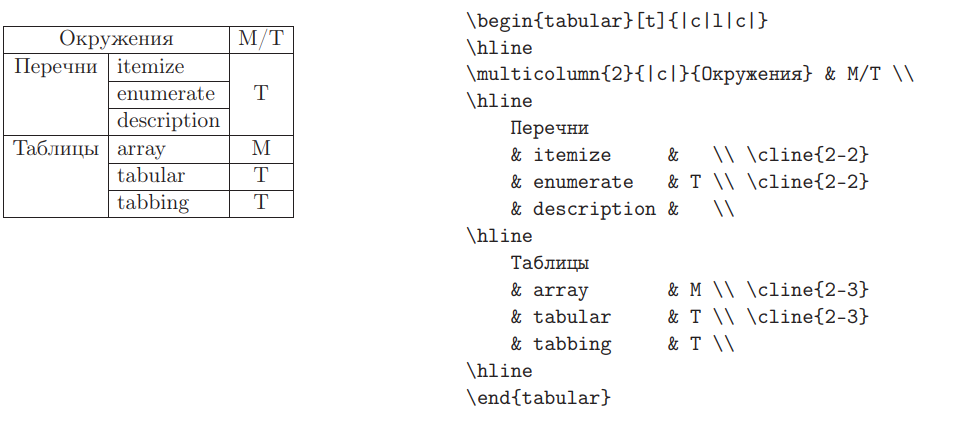 Окружения M/T
Перечни itemize
enumerate T
description
Таблицы array M
tabular T
tabbing T
\begin{tabular}[t]{|c|l|c|}
\hline
\multicolumn{2}{|c|}{Окружения} & M/T \\
\hline
Перечни
& itemize & \\ \cline{2-2}
& enumerate & T \\ \cline{2-2}
& description & \\
\hline
Таблицы
& array & M \\ \cline{2-3}
& tabular & T \\ \cline{2-3}
& tabbing & T \\
\hline
\end{tabular}